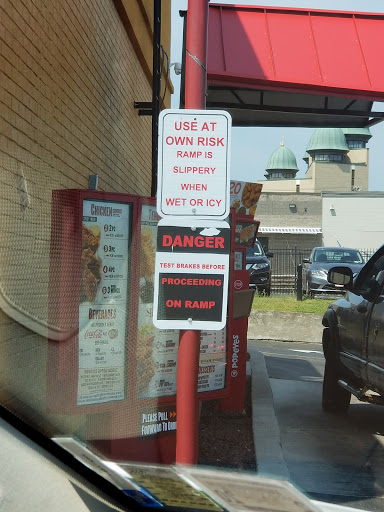 USE AT
OWN RISK
RAMP IS
SLIPPERY
WHEN
WET OR ICY
DANGER
TEST BRAKES BEFORE
PROCEEDING
ON RAMP
CHICKEN
BEVERAGES
PLEASE PULL
FORWARD TO
POPEYES
20